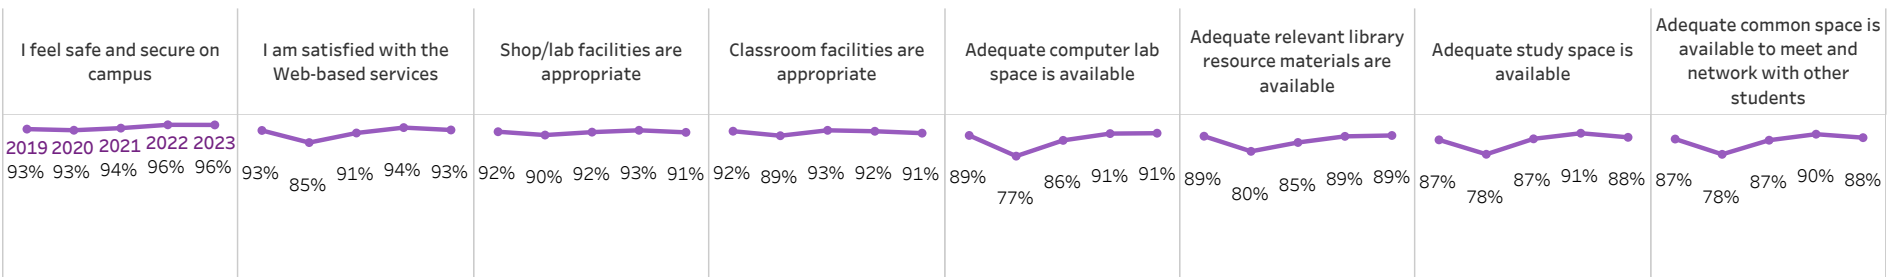 I feel safe and secure on
campus
2019 2020 2021 2022 2023
93% 93% 94% 96% 96%
I am satisfied with the
Web-based services
93% 85% 91% 94% 93%
Shop/lab facilities are
appropriate
92% 90% 92% 93% 91%
Classroom facilities are
appropriate
92% 89% 93% 92% 91%
Adequate computer lab
space is available
89% 77% 86% 91% 91%
Adequate relevant library
resource materials are
available
89% 80% 85% 89% 89%
Adequate study space is
available
87% 78% 87% 91% 88%
Adequate common space is
available to meet and
network with other
students
87% 78% 87% 90% 88%